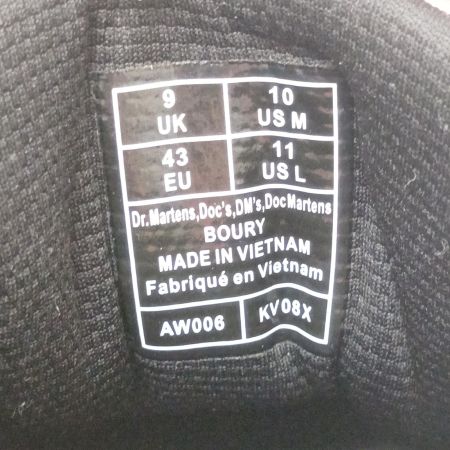 9 UK
10 US M
43 EU
11 US L
Dr.Martens,Doc's,DM's,DocMartens
BOURY
MADE IN VIETNAM
Fabriqué en Vietnam
AW006 KV08X